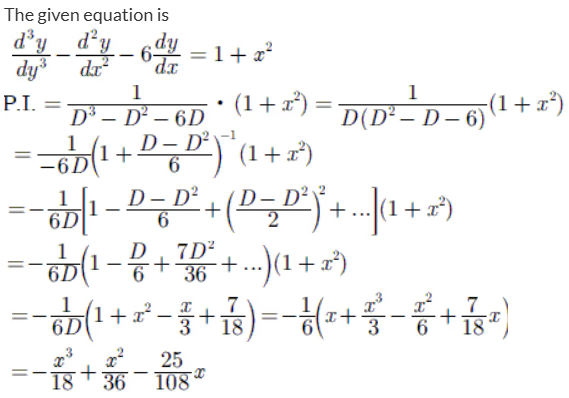 The given equation is
d³y/dy³ − d²y/dx² − 6 dy/dx = 1 + x²
P.I. = 1/(D³ − D² − 6D) · (1 + x²) = 1/(D(D² − D − 6)) (1 + x²)
= 1/(−6D) (1 + (D − D²)/6)⁻¹ (1 + x²)
= −1/(6D) [1 − (D − D²)/6 + ((D − D²)/2)² + ...](1 + x²)
= −1/(6D) (1 − D/6 + 7D²/36 + ...)(1 + x²)
= −1/(6D) (1 + x² − x/3 + 7/18) = −1/6 (x + x³/3 − x²/6 + 7/18 x)
= −x³/18 + x²/36 − 25/108 x